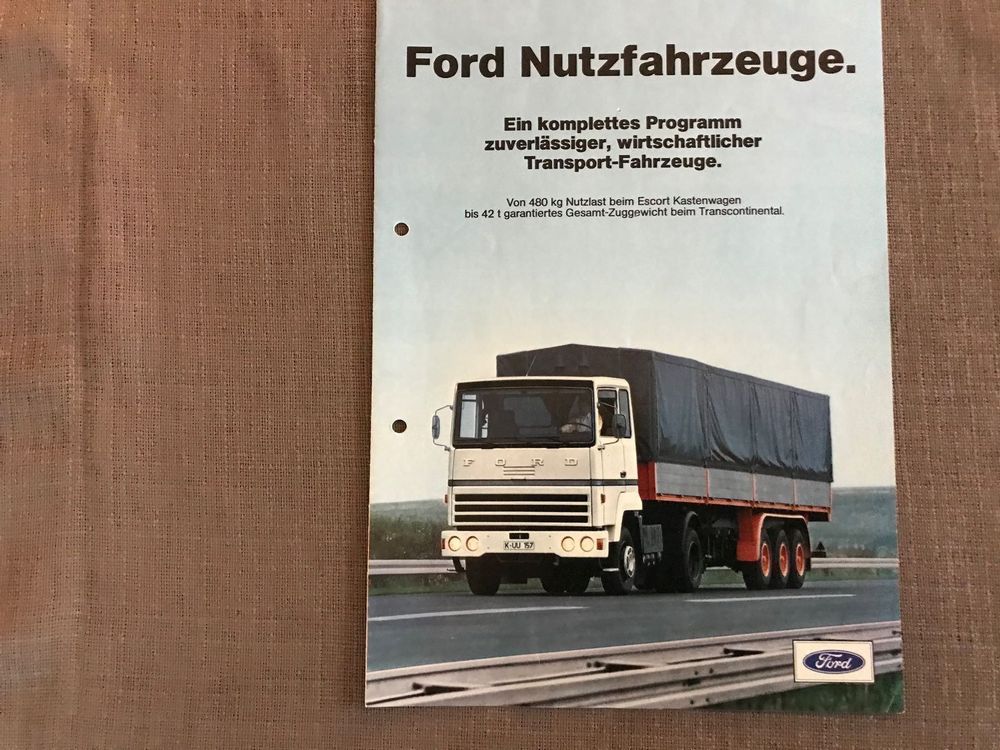 Ford Nutzfahrzeuge.
Ein komplettes Programm
zuverlässiger, wirtschaftlicher
Transport-Fahrzeuge.
Von 480 kg Nutzlast beim Escort Kastenwagen
bis 42 t garantiertes Gesamt-Zuggewicht beim Transcontinental.
FORD
K-UU 157
Ford